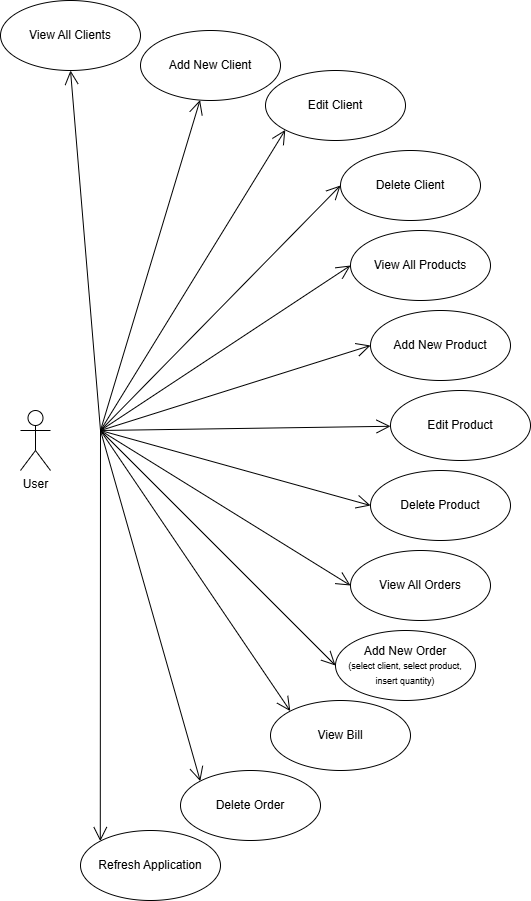 View All Clients
Add New Client
Edit Client
Delete Client
View All Products
Add New Product
Edit Product
User
Delete Product
View All Orders
Add New Order
(select client, select product,
insert quantity)
View Bill
Delete Order
Refresh Application